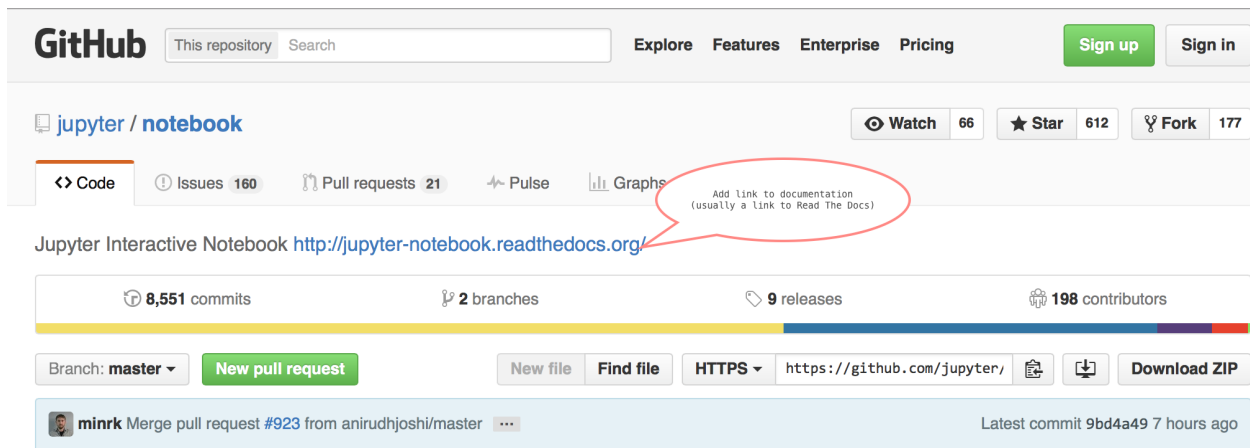 GitHub This repository Search Explore Features Enterprise Pricing Sign up Sign in
jupyter / notebook Watch 66 Star 612 Fork 177
Code Issues 160 Pull requests 21 Pulse Graphs
Add link to documentation
(usually a link to Read The Docs)
Jupyter Interactive Notebook http://jupyter-notebook.readthedocs.org/
8,551 commits 2 branches 9 releases 198 contributors
Branch: master New pull request New file Find file HTTPS https://github.com/jupyter/ Download ZIP
minrk Merge pull request #923 from anirudhjoshi/master ... Latest commit 9bd4a49 7 hours ago